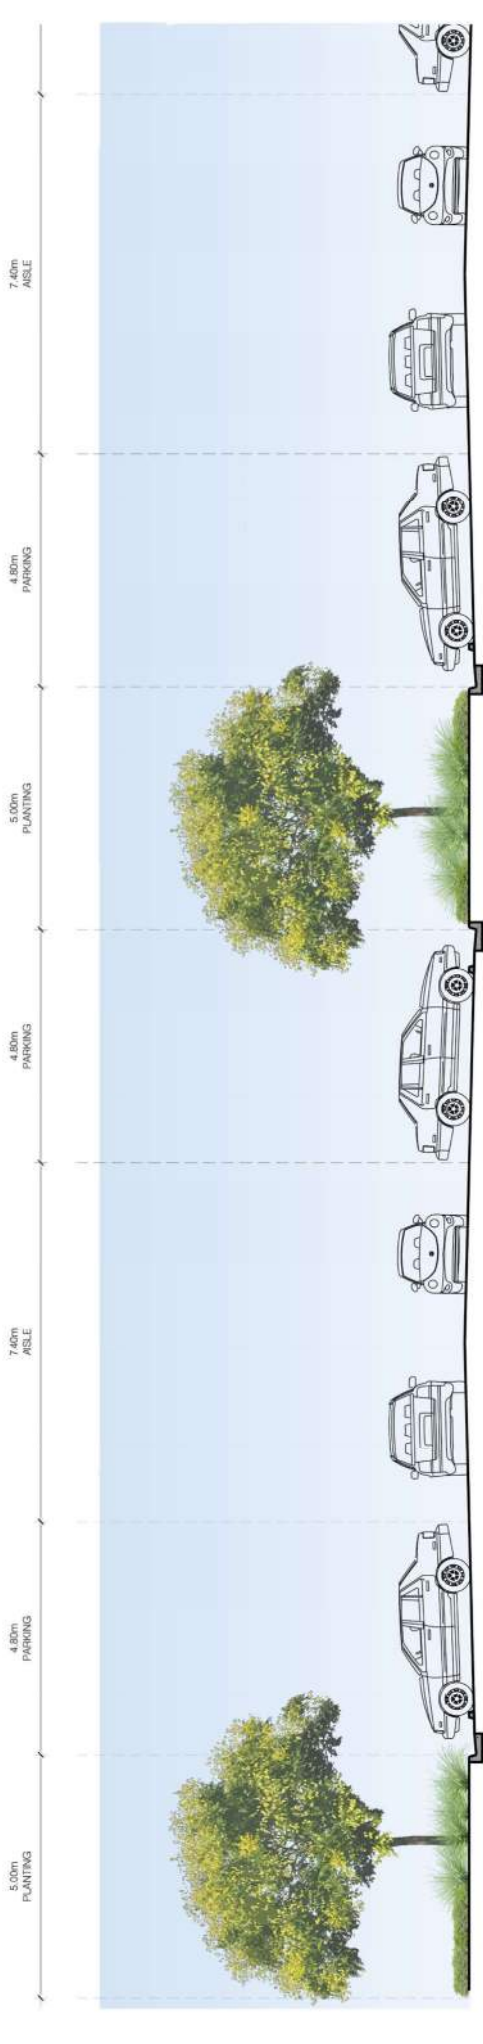 5.00m
PLANTING
4.80m
PARKING
7.40m
AISLE
4.80m
PARKING
5.00m
PLANTING
4.80m
PARKING
7.40m
AISLE